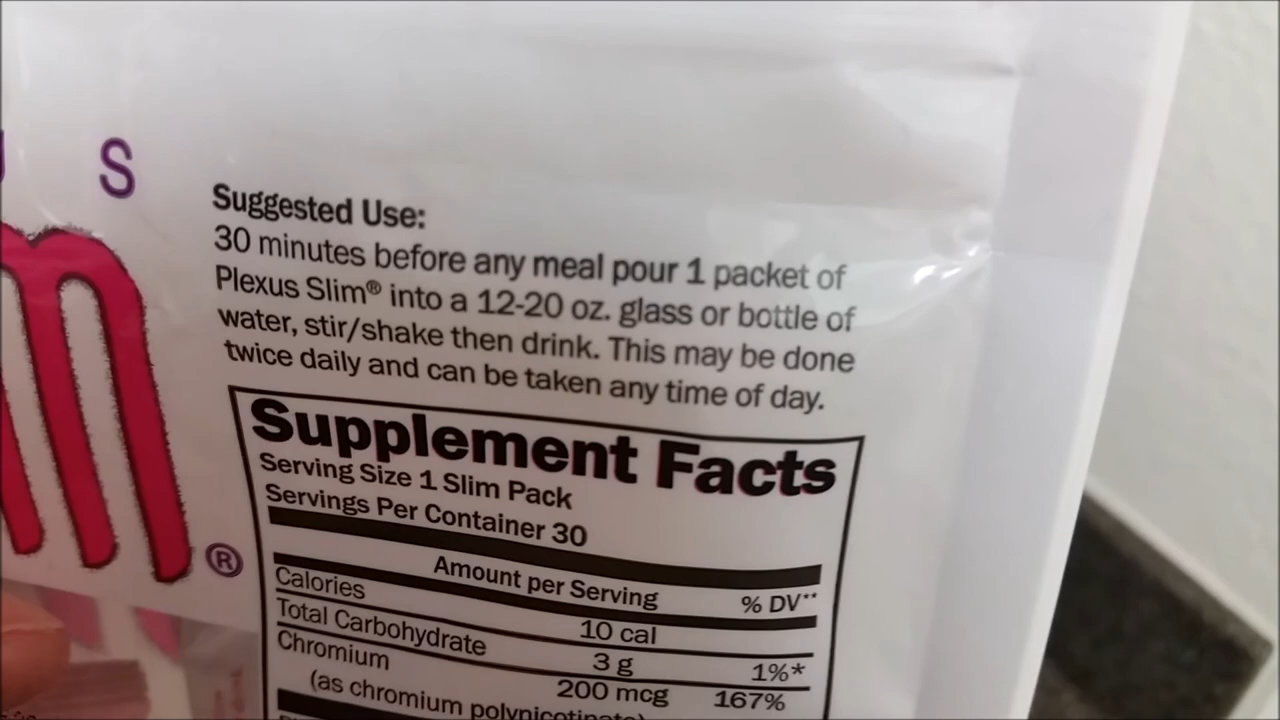 S
m
®
Suggested Use:
30 minutes before any meal pour 1 packet of
Plexus Slim® into a 12-20 oz. glass or bottle of
water, stir/shake then drink. This may be done
twice daily and can be taken any time of day.
Supplement Facts
Serving Size 1 Slim Pack
Servings Per Container 30
Amount per Serving % DV**
Calories 10 cal
Total Carbohydrate 3 g 1%*
Chromium 200 mcg 167%
(as chromium polynicotinate)